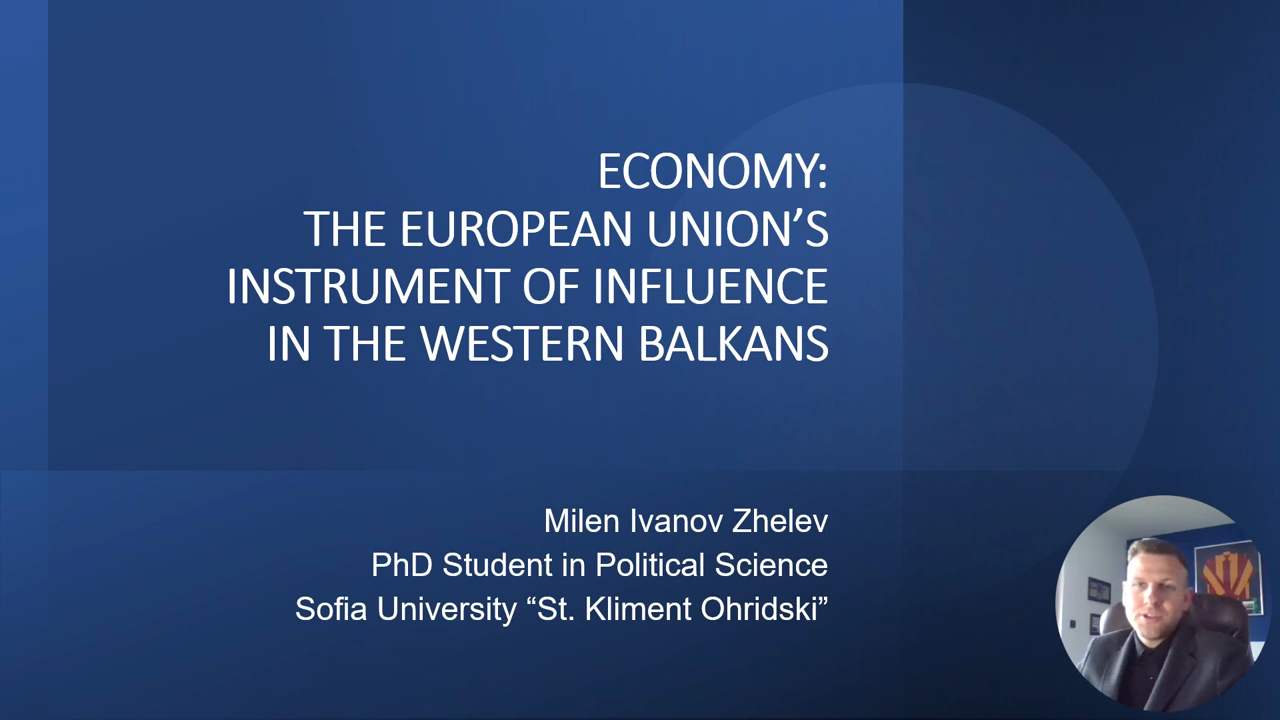 ECONOMY:
THE EUROPEAN UNION’S
INSTRUMENT OF INFLUENCE
IN THE WESTERN BALKANS
Milen Ivanov Zhelev
PhD Student in Political Science
Sofia University “St. Kliment Ohridski”